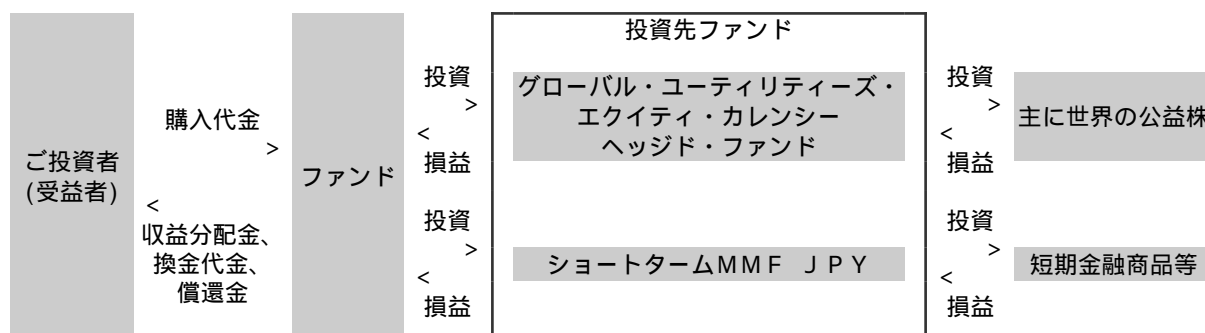 投資先ファンド
ご投資者
(受益者)
購入代金
>
<
収益分配金、
換金代金、
償還金
ファンド
投資
>
<
損益
グローバル・ユーティリティーズ・
エクイティ・カレンシー
ヘッジド・ファンド
投資
>
<
損益
主に世界の公益株
投資
>
<
損益
ショートタームMMF JPY
投資
>
<
損益
短期金融商品等